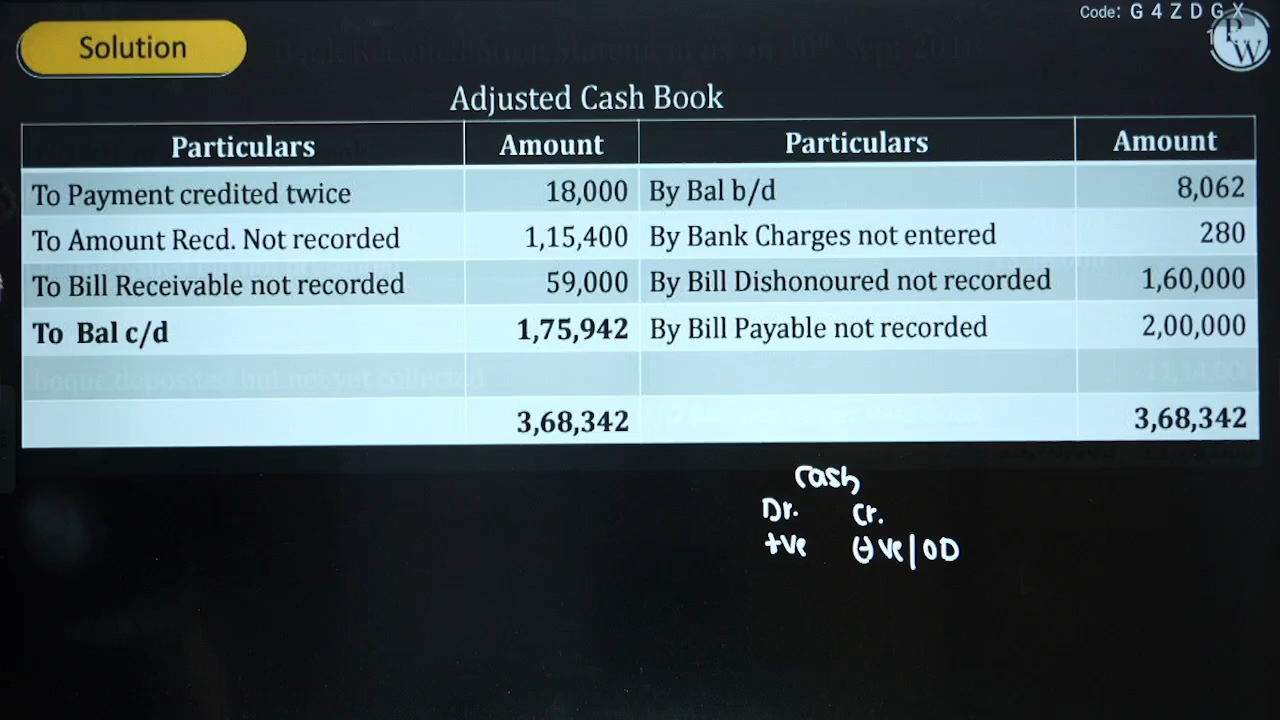 Code: G 4 Z D G X
Solution
PW
Adjusted Cash Book
Particulars Amount Particulars Amount
To Payment credited twice 18,000 By Bal b/d 8,062
To Amount Recd. Not recorded 1,15,400 By Bank Charges not entered 280
To Bill Receivable not recorded 59,000 By Bill Dishonoured not recorded 1,60,000
To Bal c/d 1,75,942 By Bill Payable not recorded 2,00,000
3,68,342 3,68,342
Cash
Dr. Cr.
+ve (-)ve|OD